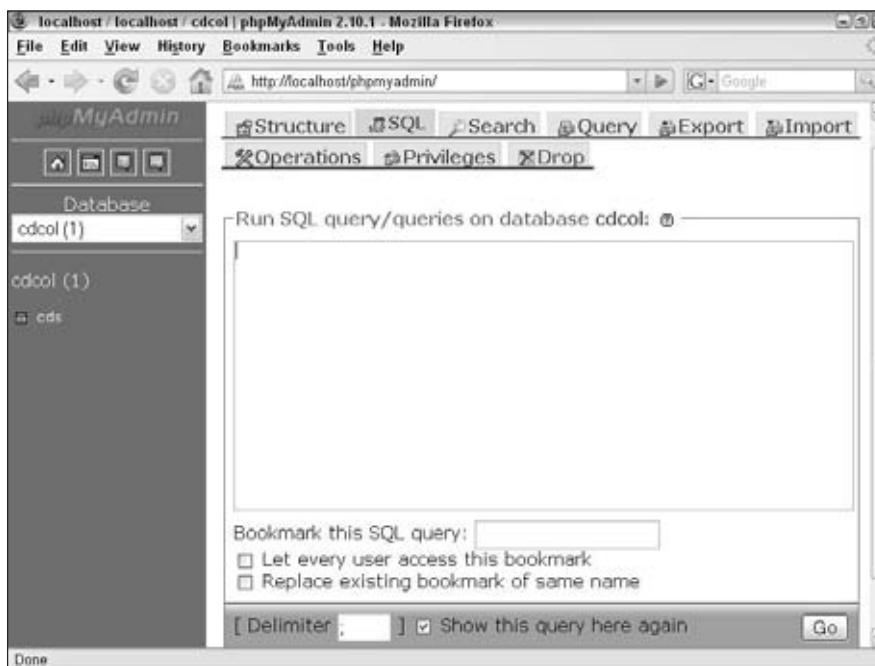 localhost / localhost / cdcol | phpMyAdmin 2.10.1 - Mozilla Firefox
File Edit View History Bookmarks Tools Help
http://localhost/phpmyadmin/ G Google
phpMyAdmin
Structure SQL Search Query Export Import
Operations Privileges Drop
Database
cdcol (1)
cdcol (1)
cds
Run SQL query/queries on database cdcol:
Bookmark this SQL query:
Let every user access this bookmark
Replace existing bookmark of same name
[ Delimiter ; ] Show this query here again Go
Done